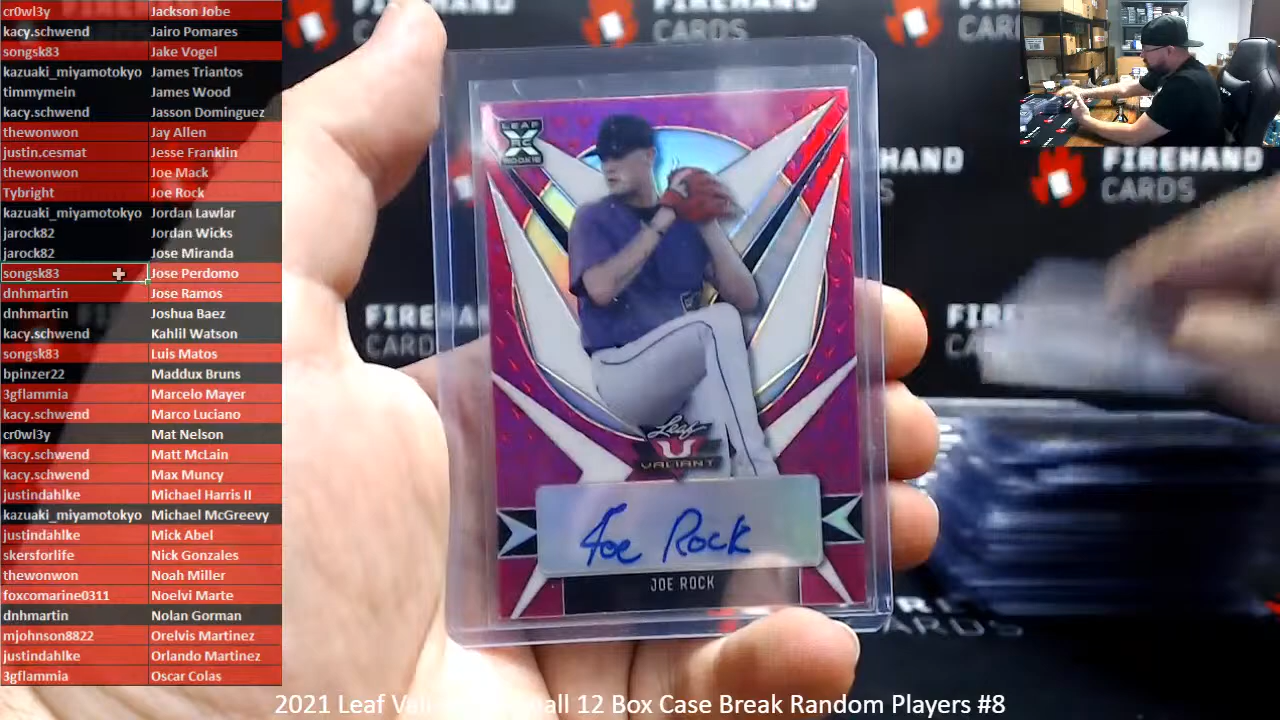 cr0wl3y Jackson Jobe
kacy.schwend Jairo Pomares
songsk83 Jake Vogel
kazuaki_miyamotokyo James Triantos
timmymein James Wood
kacy.schwend Jasson Dominguez
thewonwon Jay Allen
justin.cesmat Jesse Franklin
thewonwon Joe Mack
Tybright Joe Rock
kazuaki_miyamotokyo Jordan Lawlar
jarock82 Jordan Wicks
jarock82 Jose Miranda
songsk83 Jose Perdomo
dnhmartin Jose Ramos
dnhmartin Joshua Baez
kacy.schwend Kahlil Watson
songsk83 Luis Matos
bpinzer22 Maddux Bruns
3gflammia Marcelo Mayer
kacy.schwend Marco Luciano
cr0wl3y Mat Nelson
kacy.schwend Matt McLain
kacy.schwend Max Muncy
justindahlke Michael Harris II
kazuaki_miyamotokyo Michael McGreevy
justindahlke Mick Abel
skersforlife Nick Gonzales
thewonwon Noah Miller
foxcomarine0311 Noelvi Marte
dnhmartin Nolan Gorman
mjohnson8822 Orelvis Martinez
justindahlke Orlando Martinez
3gflammia Oscar Colas
LEAF
RC
ROOKIE
Leaf
VALIANT
Joe Rock
JOE ROCK
CARDS
CARDS
FIREHAND
CARDS
FIREHAND
CARDS
CARDS
2021 Leaf 12 Box Case Break Random Players #8